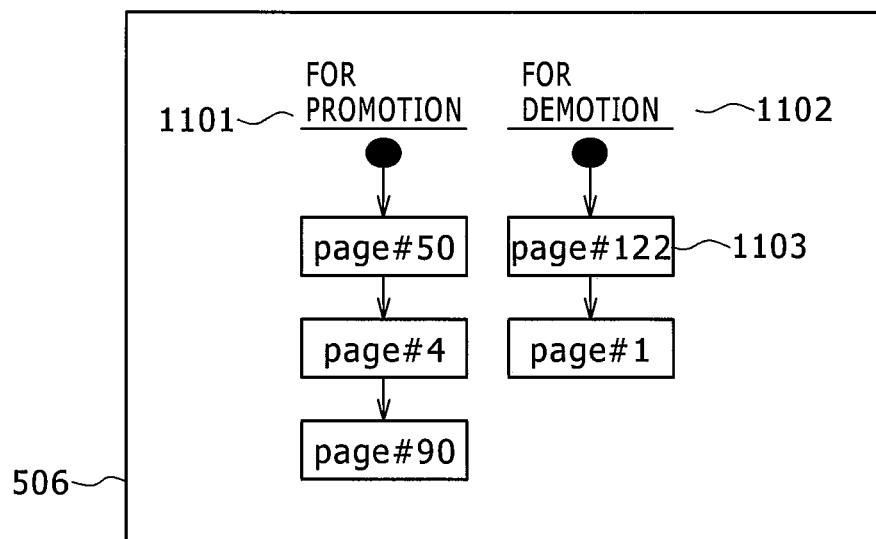 FOR
PROMOTION
FOR
DEMOTION
1101
1102
page#50
page#122
1103
page#4
page#1
page#90
506